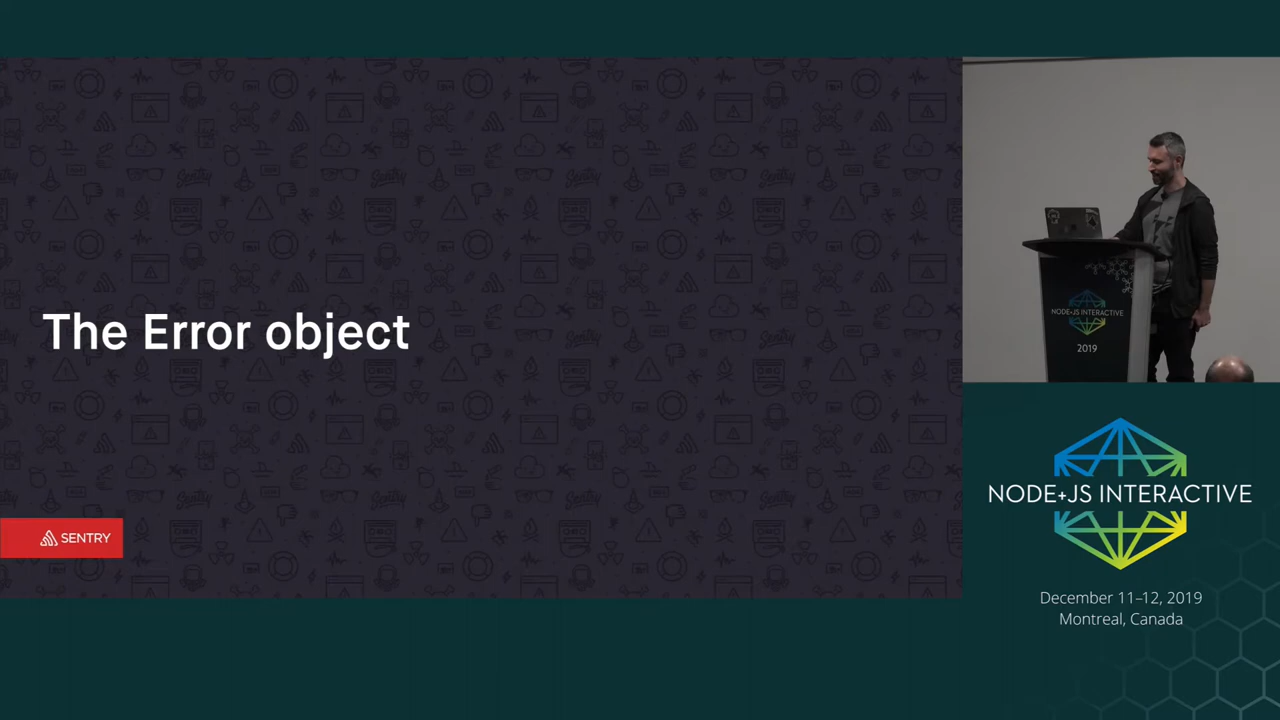 The Error object
SENTRY
NODE+JS INTERACTIVE
2019
NODE+JS INTERACTIVE
December 11–12, 2019
Montreal, Canada